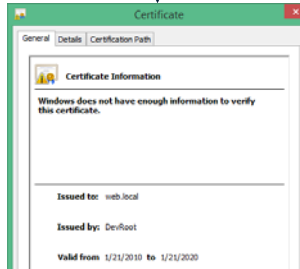 Certificate
General Details Certification Path
Certificate Information
Windows does not have enough information to verify
this certificate.
Issued to: web.local
Issued by: DevRoot
Valid from 1/21/2010 to 1/21/2020